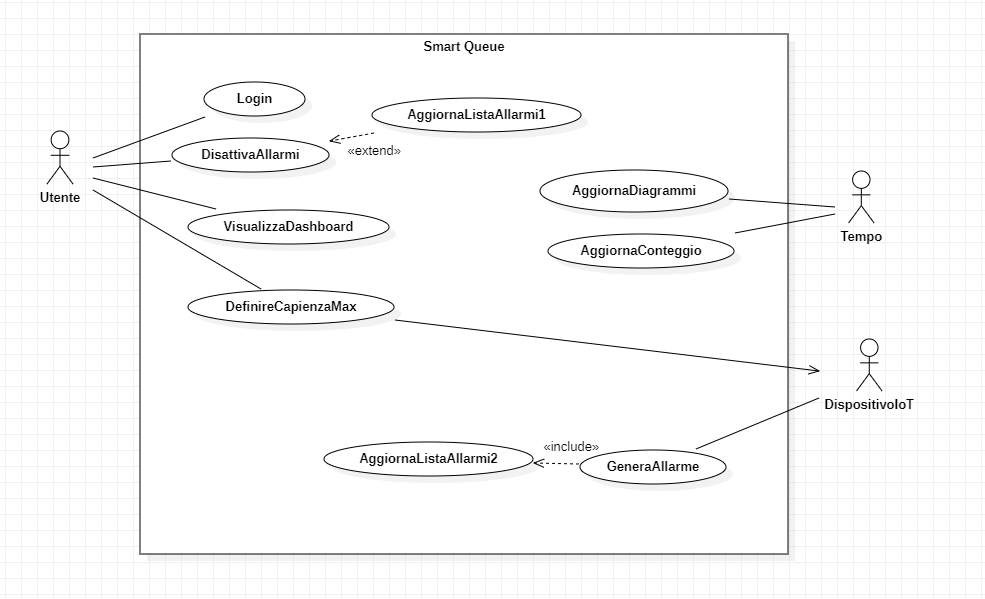 Smart Queue
Login
AggiornaListaAllarmi1
DisattivaAllarmi
«extend»
Utente
AggiornaDiagrammi
VisualizzaDashboard
Tempo
AggiornaConteggio
DefinireCapienzaMax
DispositivoIoT
«include»
AggiornaListaAllarmi2
GeneraAllarme